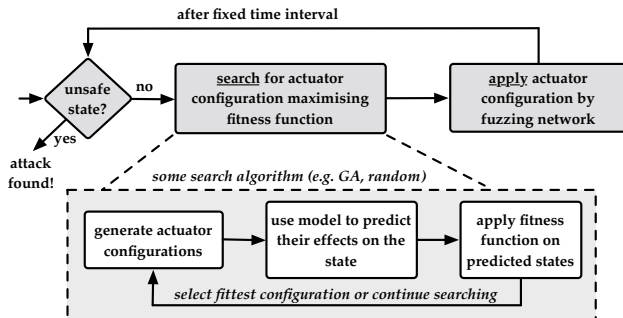 after fixed time interval
unsafe
state?
no
yes
attack
found!
search for actuator
configuration maximising
fitness function
apply actuator
configuration by
fuzzing network
some search algorithm (e.g. GA, random)
generate actuator
configurations
use model to predict
their effects on the
state
apply fitness
function on
predicted states
select fittest configuration or continue searching